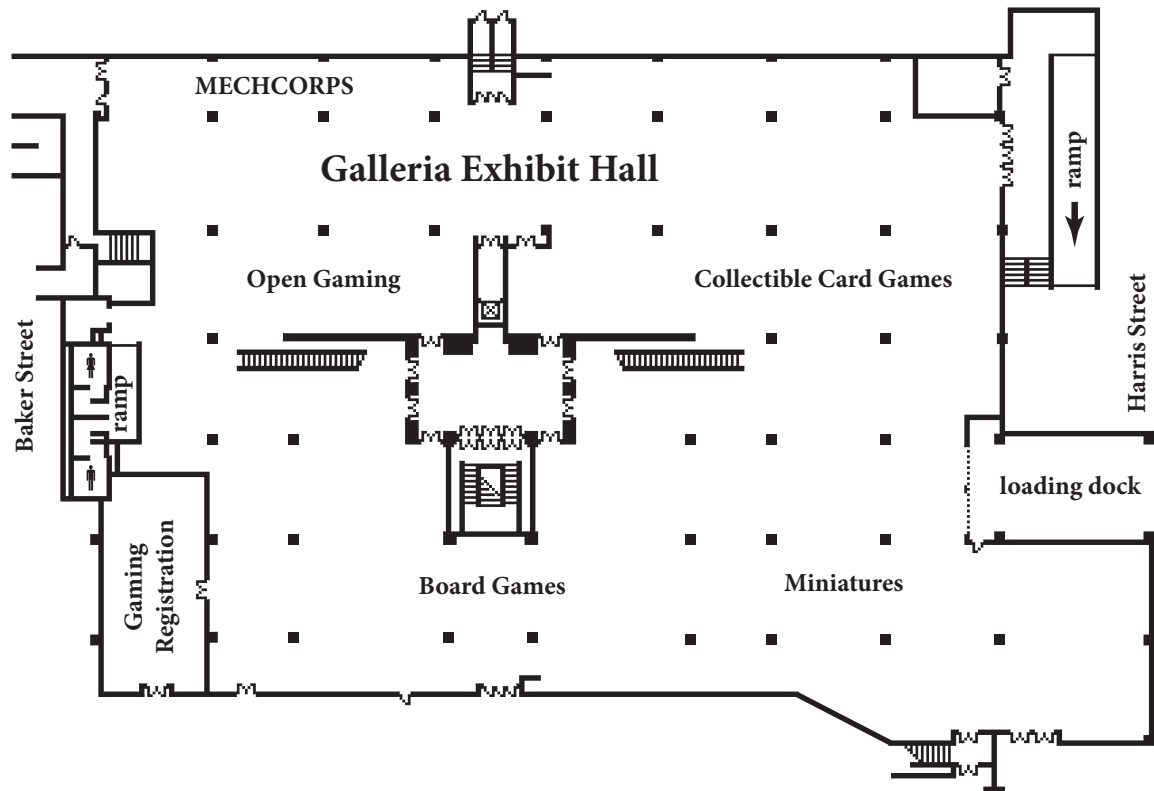 MECHCORPS
Galleria Exhibit Hall
ramp
Open Gaming
Collectible Card Games
Baker Street
Harris Street
ramp
loading dock
Gaming
Registration
Board Games
Miniatures